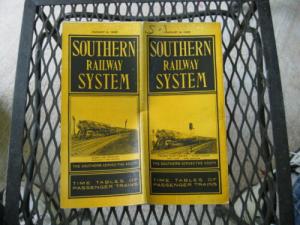 SOUTHERN
RAILWAY
SYSTEM
THE SOUTHERN SERVES THE SOUTH
TIME TABLES OF
PASSENGER TRAINS
SOUTHERN
RAILWAY
SYSTEM
THE SOUTHERN SERVES THE SOUTH
TIME TABLES OF
PASSENGER TRAINS